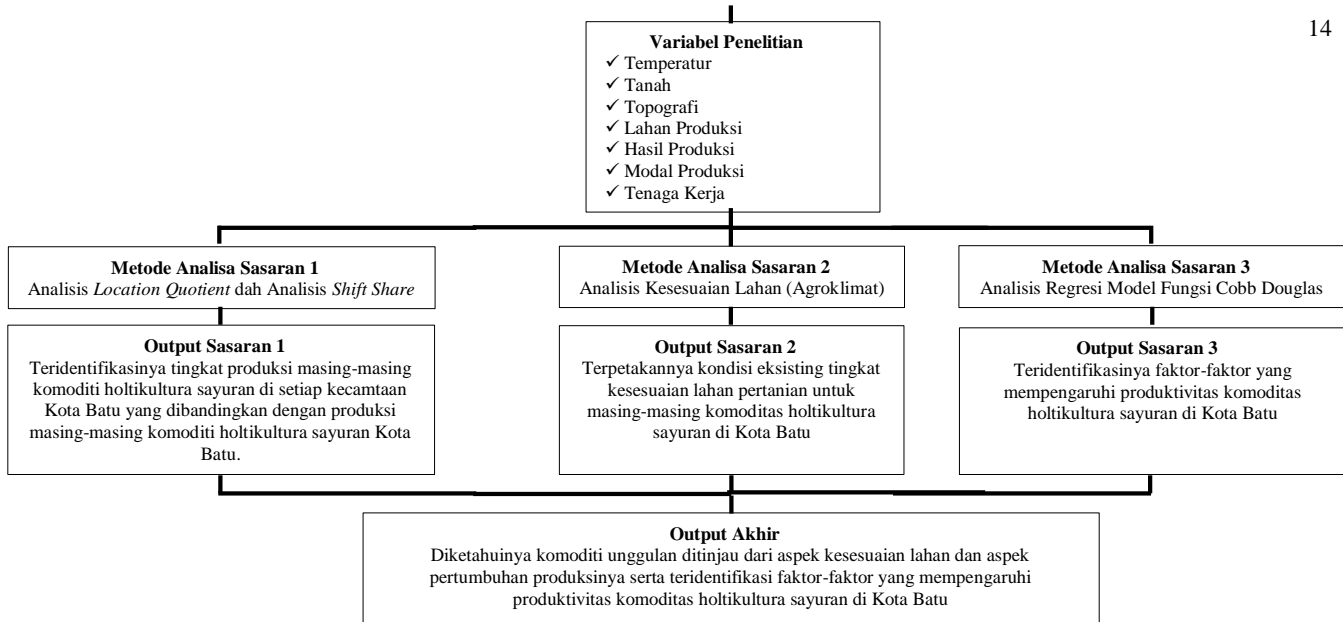 14
Variabel Penelitian
✓ Temperatur
✓ Tanah
✓ Topografi
✓ Lahan Produksi
✓ Hasil Produksi
✓ Modal Produksi
✓ Tenaga Kerja
Metode Analisa Sasaran 1
Analisis Location Quotient dah Analisis Shift Share
Metode Analisa Sasaran 2
Analisis Kesesuaian Lahan (Agroklimat)
Metode Analisa Sasaran 3
Analisis Regresi Model Fungsi Cobb Douglas
Output Sasaran 1
Teridentifikasinya tingkat produksi masing-masing
komoditi holtikultura sayuran di setiap kecamtaan
Kota Batu yang dibandingkan dengan produksi
masing-masing komoditi holtikultura sayuran Kota
Batu.
Output Sasaran 2
Terpetakannya kondisi eksisting tingkat
kesesuaian lahan pertanian untuk
masing-masing komoditas holtikultura
sayuran di Kota Batu
Output Sasaran 3
Teridentifikasinya faktor-faktor yang
mempengaruhi produktivitas komoditas
holtikultura sayuran di Kota Batu
Output Akhir
Diketahuinya komoditi unggulan ditinjau dari aspek kesesuaian lahan dan aspek
pertumbuhan produksinya serta teridentifikasi faktor-faktor yang mempengaruhi
produktivitas komoditas holtikultura sayuran di Kota Batu